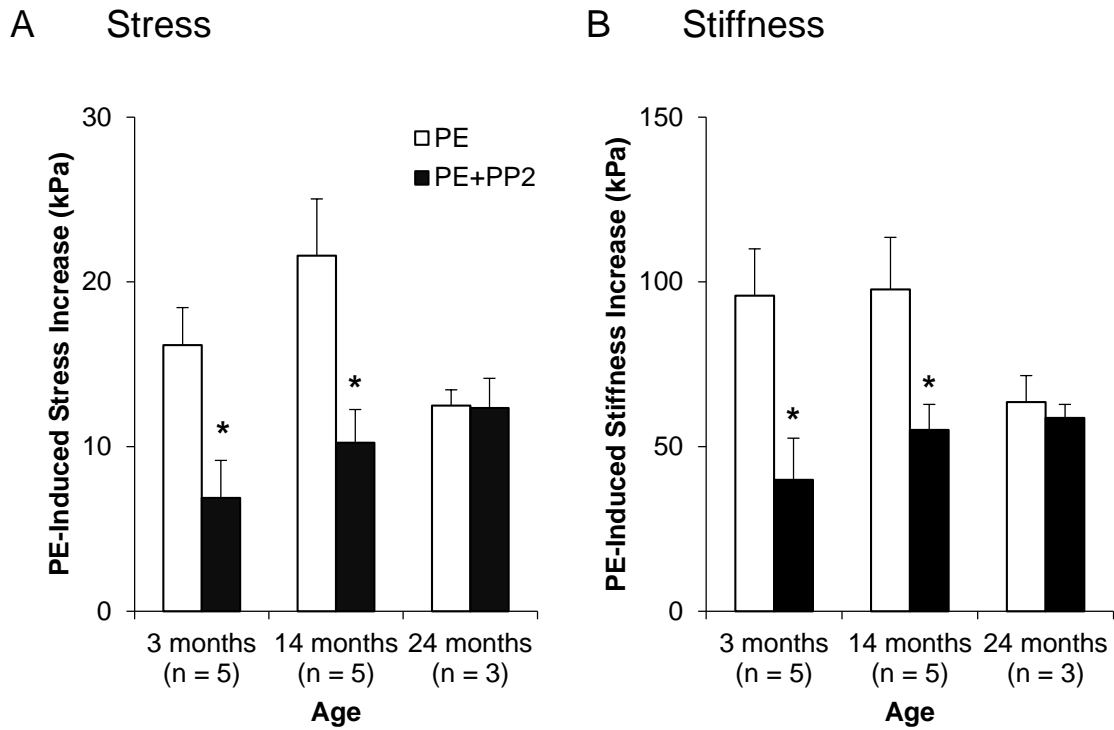 A Stress
PE-Induced Stress Increase (kPa)
30
20
10
0
PE
PE+PP2
*
*
3 months
(n = 5)
14 months
(n = 5)
24 months
(n = 3)
Age
B Stiffness
PE-Induced Stiffness Increase (kPa)
150
100
50
0
*
*
3 months
(n = 5)
14 months
(n = 5)
24 months
(n = 3)
Age